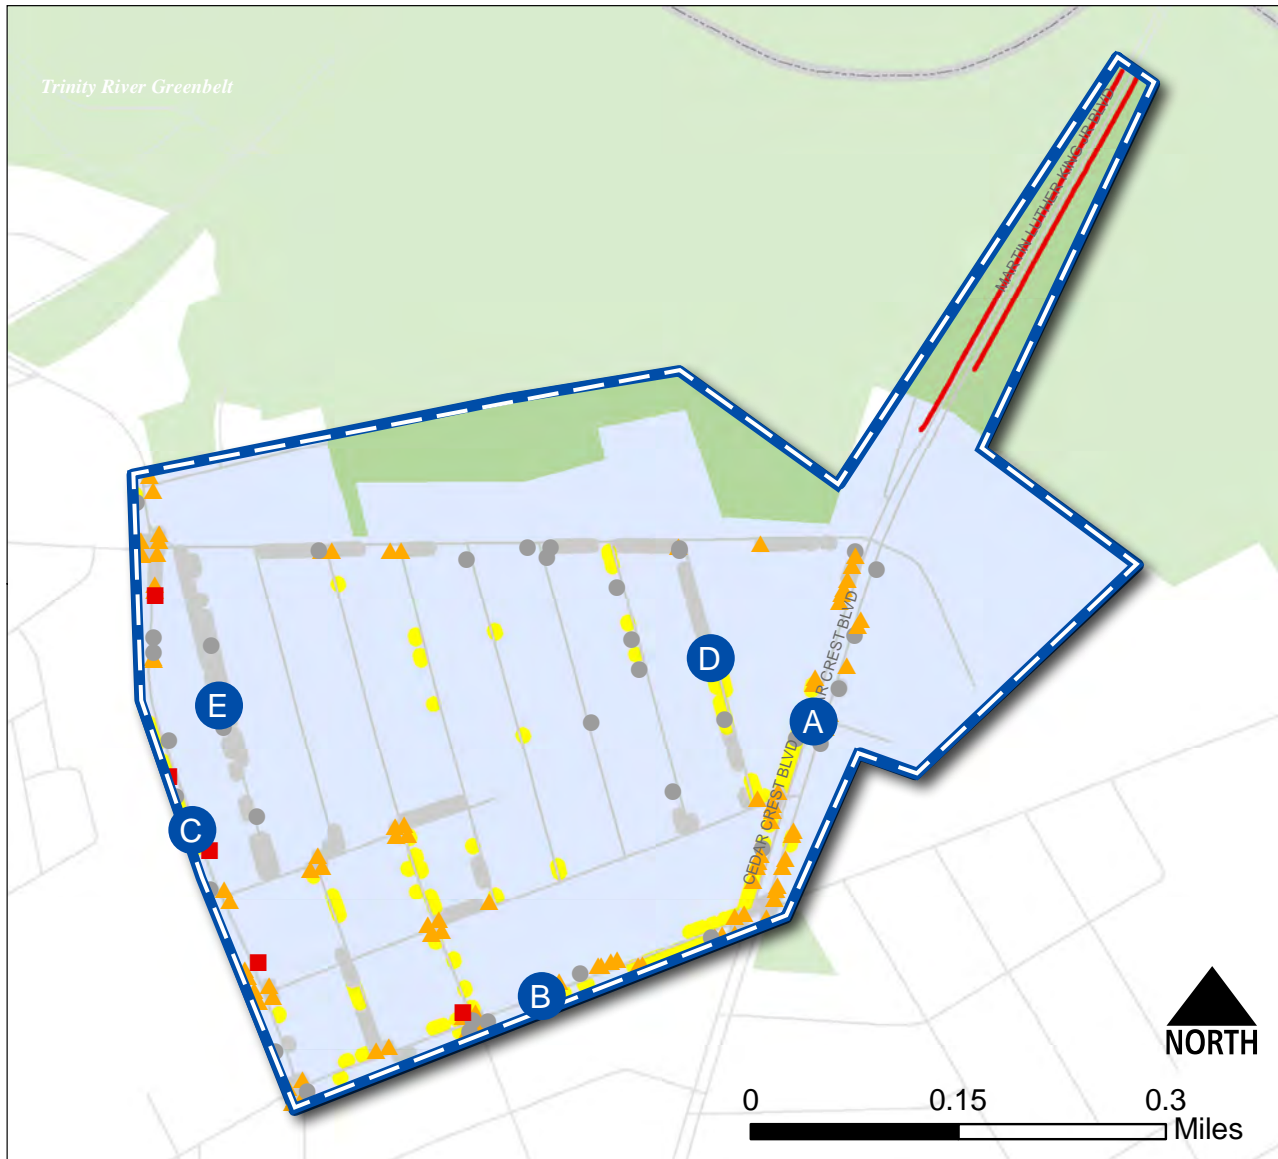 Trinity River Greenbelt
MARTIN LUTHER KING JR BLVD
CEDAR CREST BLVD
D
E
A
CEDAR CREST BLVD
C
B
NORTH
0 0.15 0.3
Miles